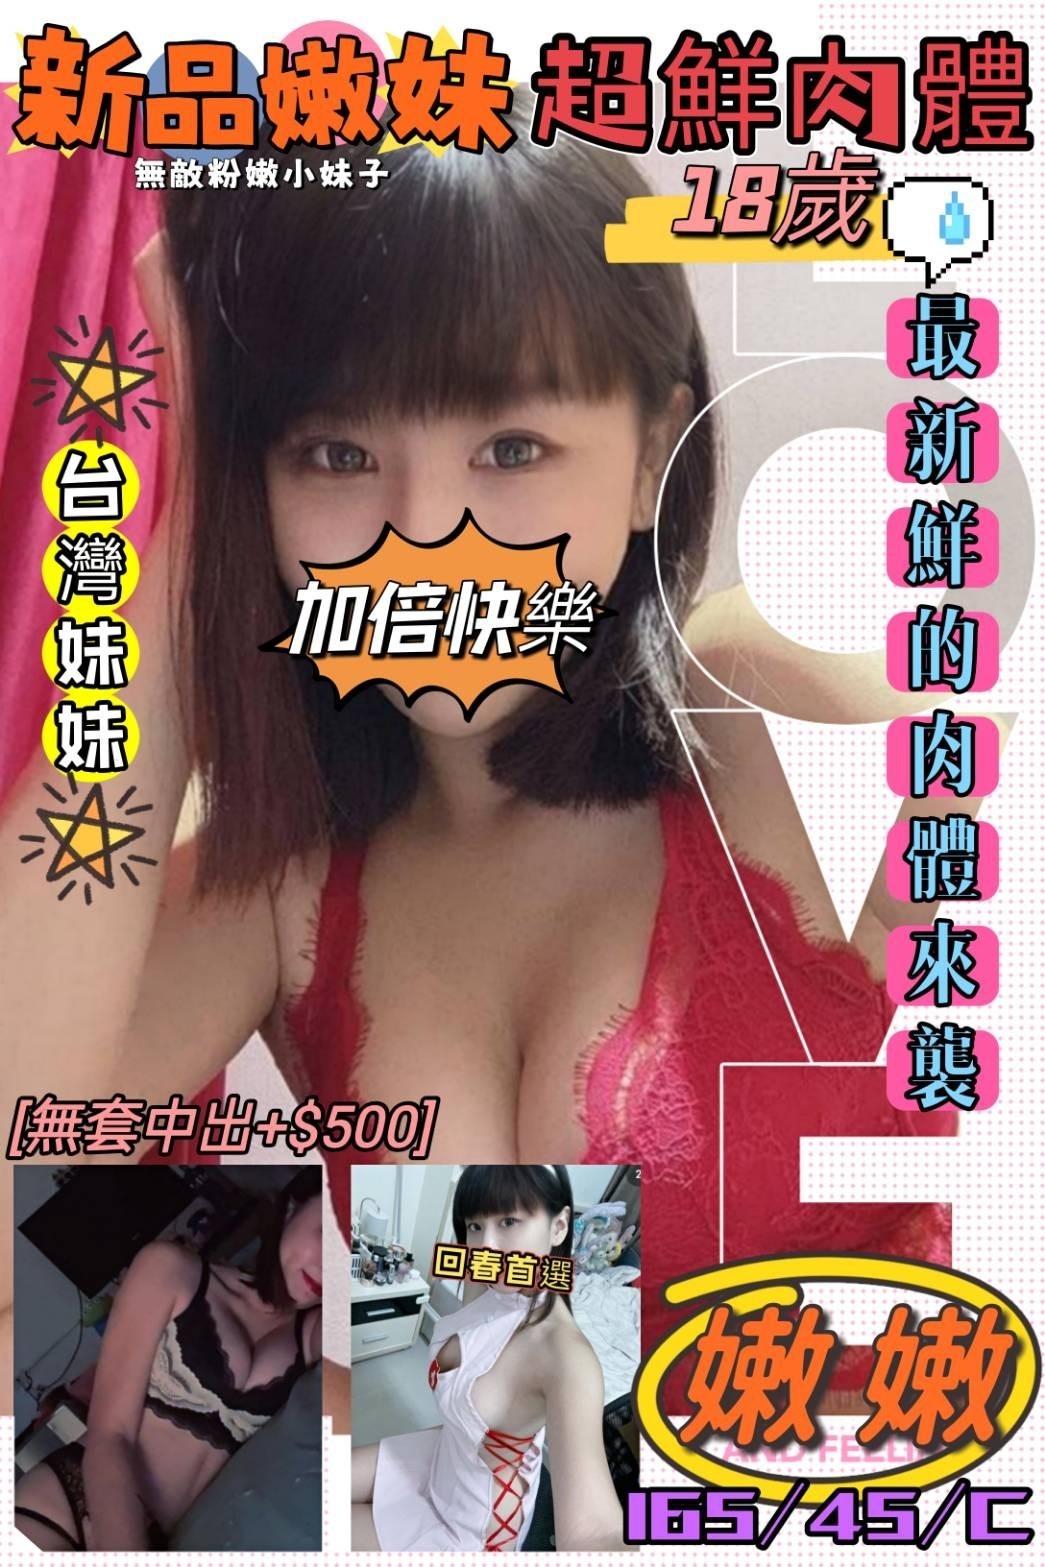 新品嫩妹 超鮮肉體
無敵粉嫩小妹子
18歲
台灣妹妹
最新鮮的肉體來襲
加倍快樂
[無套中出+$500]
回春首選
嫩嫩
165/45/C